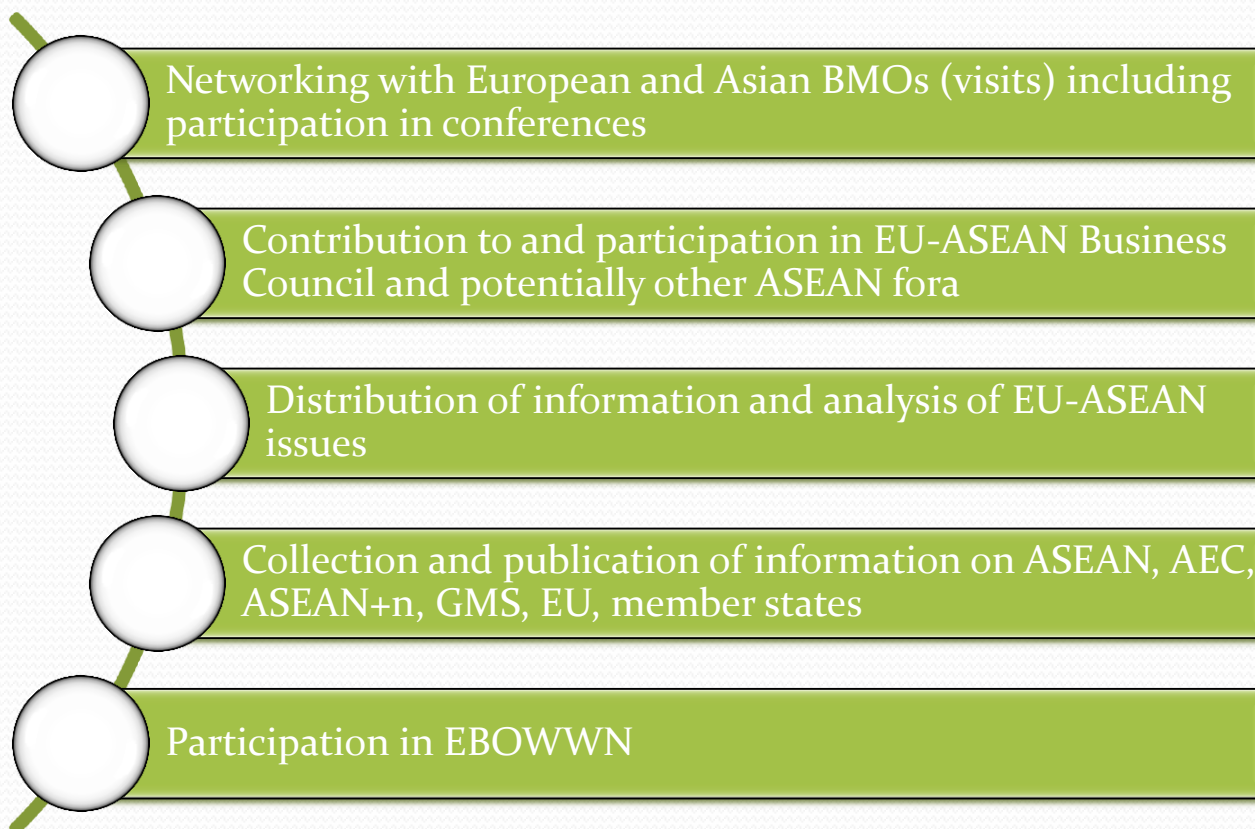 Networking with European and Asian BMOs (visits) including
participation in conferences
Contribution to and participation in EU-ASEAN Business
Council and potentially other ASEAN fora
Distribution of information and analysis of EU-ASEAN
issues
Collection and publication of information on ASEAN, AEC,
ASEAN+n, GMS, EU, member states
Participation in EBOWWN